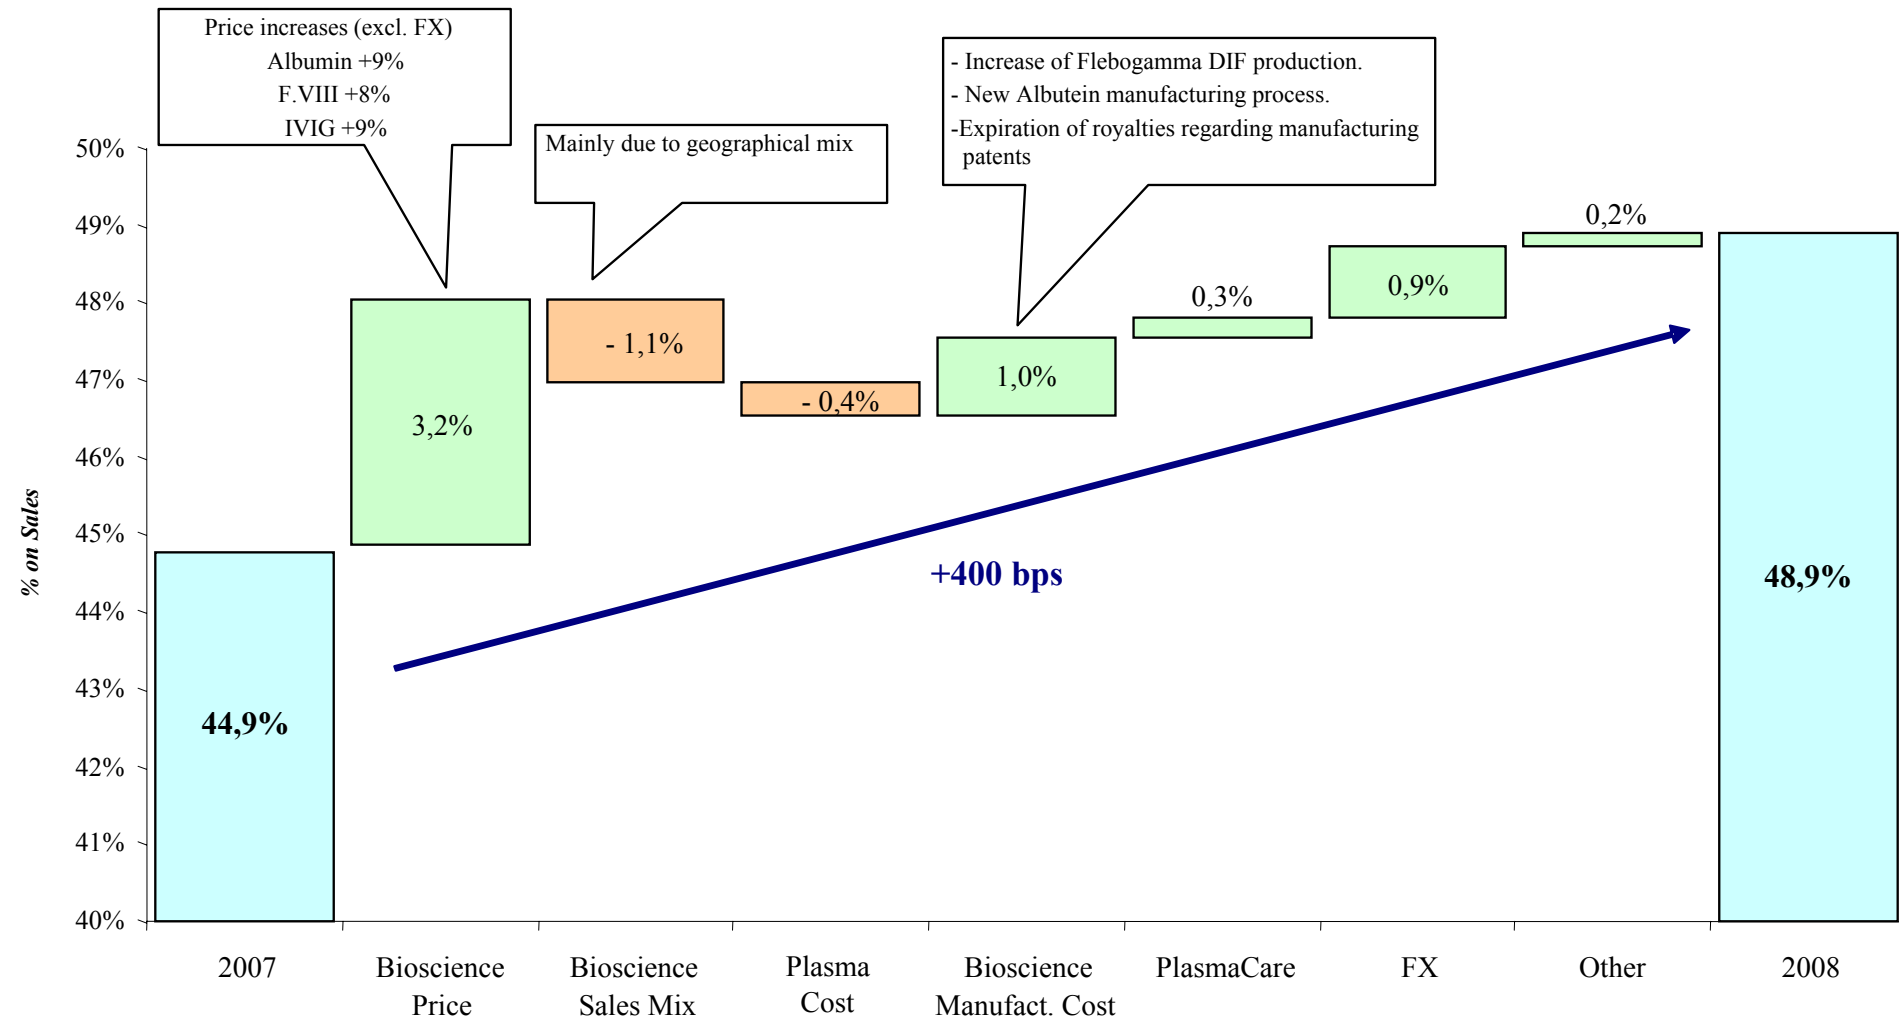 Price increases (excl. FX)
Albumin +9%
F.VIII +8%
IVIG +9%
Mainly due to geographical mix
- Increase of Flebogamma DIF production.
- New Albutein manufacturing process.
-Expiration of royalties regarding manufacturing
patents
% on Sales
50%
49%
48%
47%
46%
45%
44%
43%
42%
41%
40%
44,9%
3,2%
- 1,1%
- 0,4%
1,0%
0,3%
0,9%
0,2%
48,9%
+400 bps
2007
Bioscience
Price
Bioscience
Sales Mix
Plasma
Cost
Bioscience
Manufact. Cost
PlasmaCare
FX
Other
2008